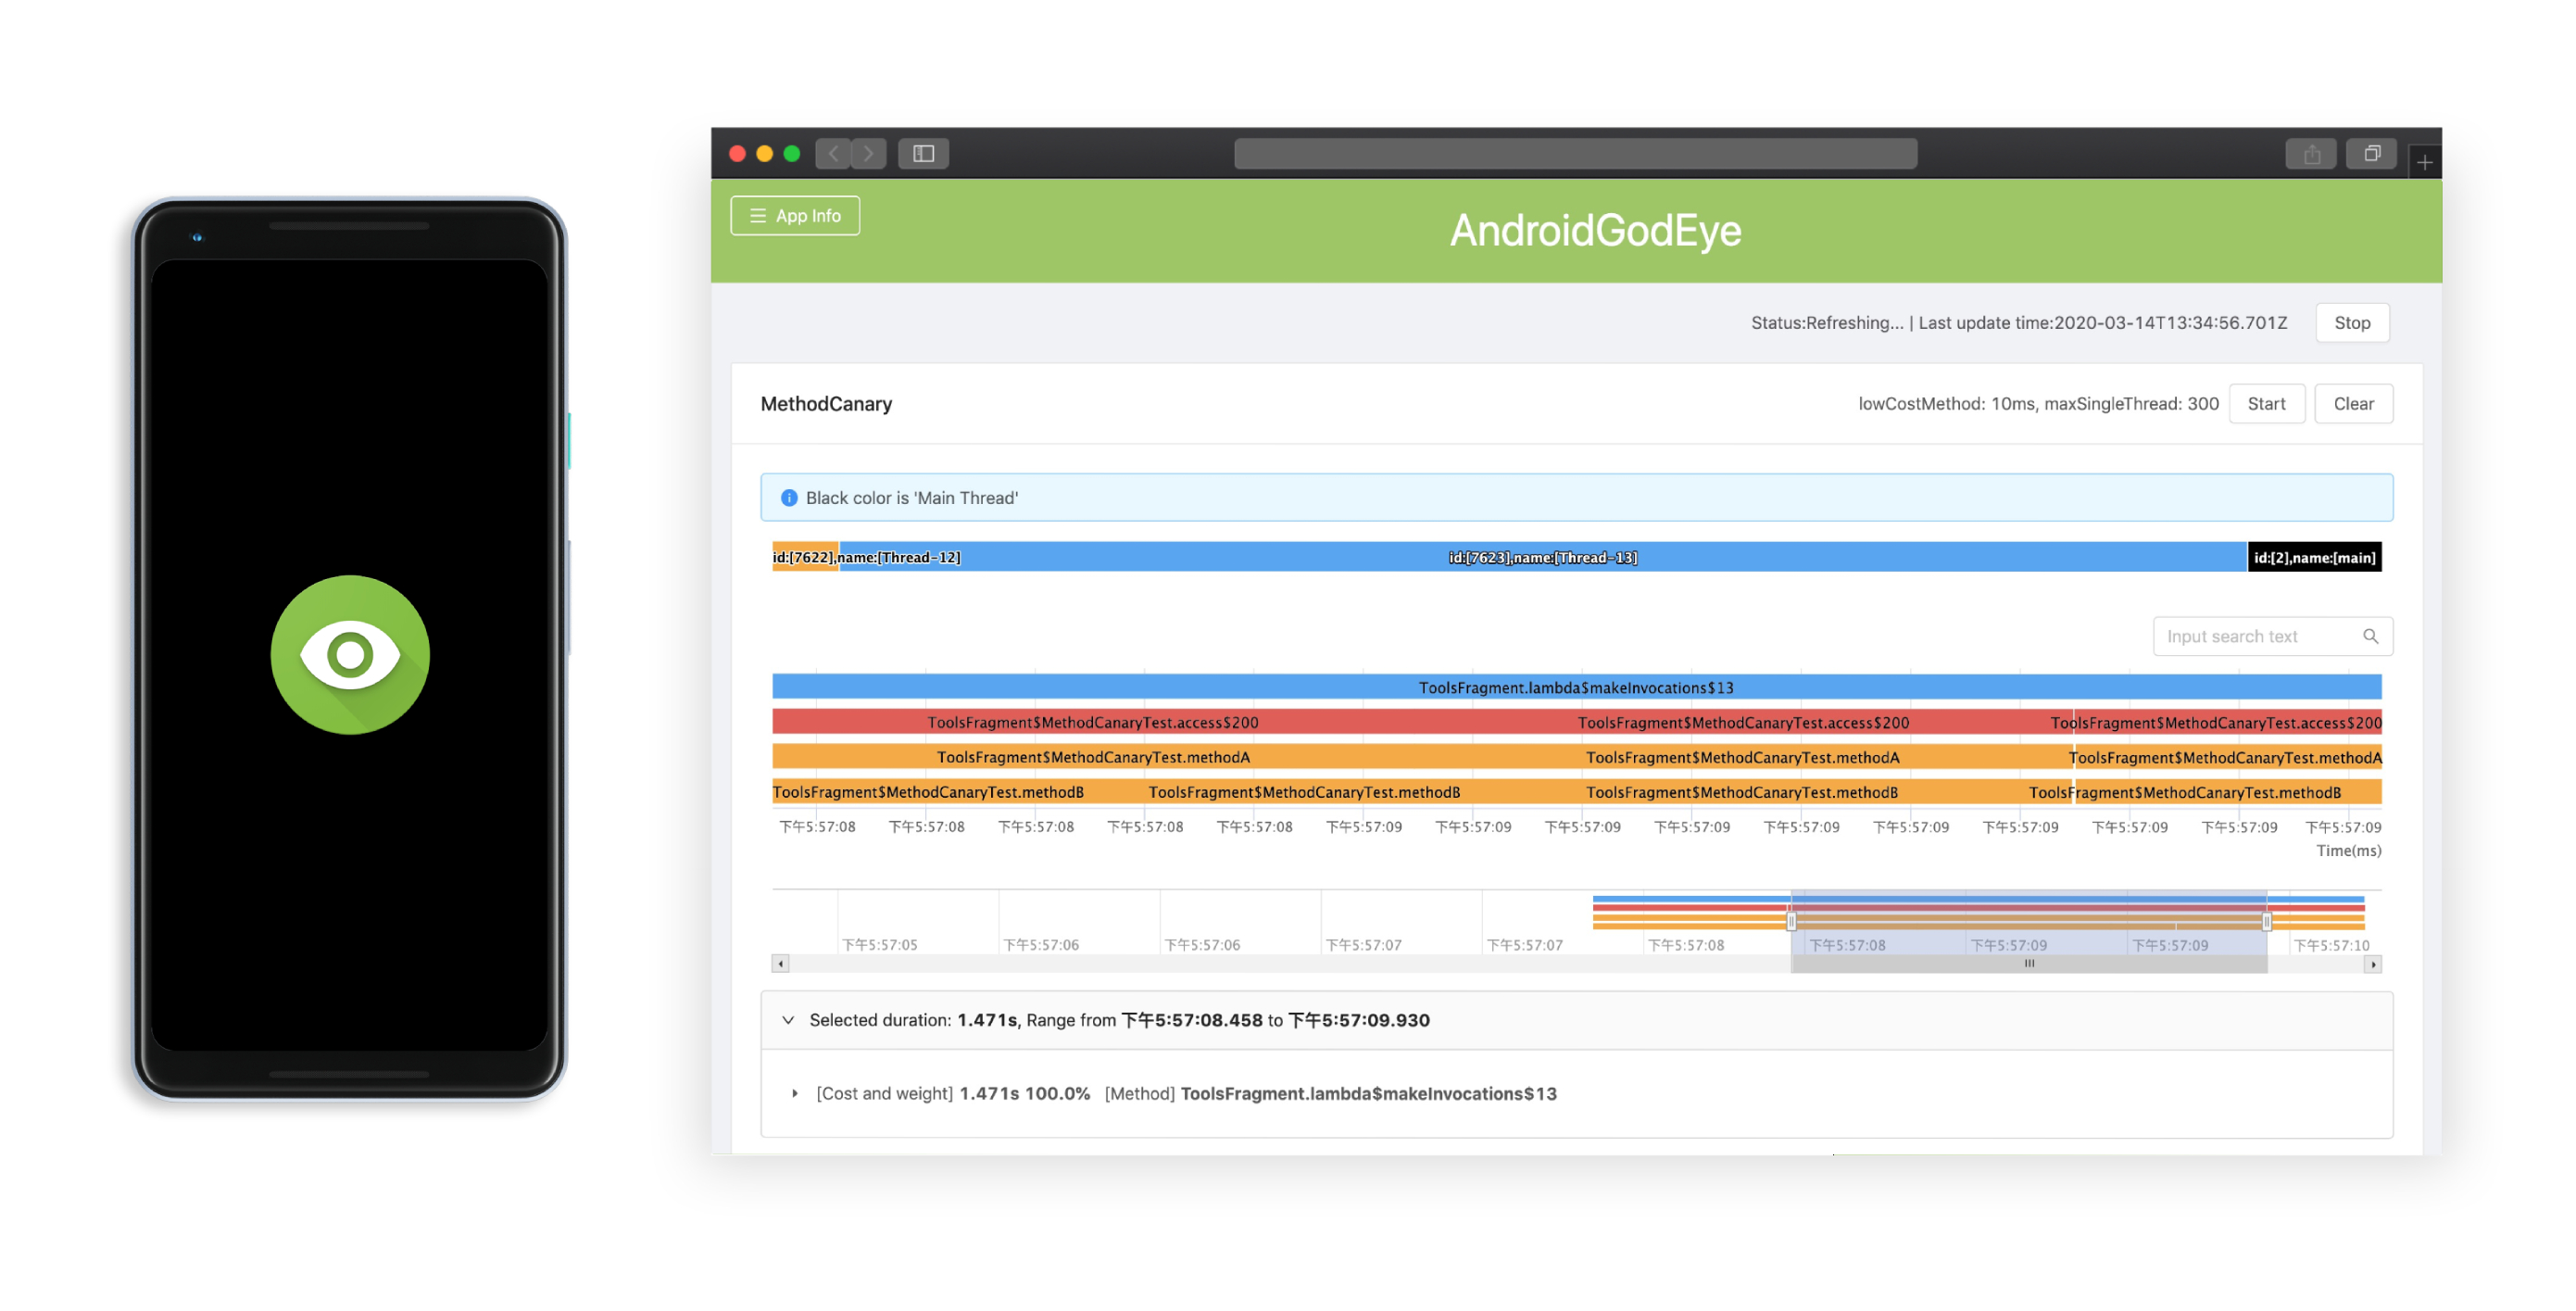 App Info
AndroidGodEye
Status:Refreshing... | Last update time:2020-03-14T13:34:56.701Z Stop
MethodCanary lowCostMethod: 10ms, maxSingleThread: 300 Start Clear
Black color is 'Main Thread'
id:[7622],name:[Thread-12] id:[7623],name:[Thread-13] id:[2],name:[main]
Input search text
ToolsFragment.lambda$makeInvocations$13
ToolsFragment$MethodCanaryTest.access$200 ToolsFragment$MethodCanaryTest.access$200 ToolsFragment$MethodCanaryTest.access$200
ToolsFragment$MethodCanaryTest.methodA ToolsFragment$MethodCanaryTest.methodA ToolsFragment$MethodCanaryTest.methodA
ToolsFragment$MethodCanaryTest.methodB ToolsFragment$MethodCanaryTest.methodB ToolsFragment$MethodCanaryTest.methodB ToolsFragment$MethodCanaryTest.methodB
下午5:57:08 下午5:57:08 下午5:57:08 下午5:57:08 下午5:57:08 下午5:57:09 下午5:57:09 下午5:57:09 下午5:57:09 下午5:57:09 下午5:57:09 下午5:57:09 下午5:57:09 下午5:57:09 下午5:57:09
Time(ms)
下午5:57:05 下午5:57:06 下午5:57:06 下午5:57:07 下午5:57:07 下午5:57:08 下午5:57:08 下午5:57:09 下午5:57:09 下午5:57:10
Selected duration: 1.471s, Range from 下午5:57:08.458 to 下午5:57:09.930
[Cost and weight] 1.471s 100.0% [Method] ToolsFragment.lambda$makeInvocations$13